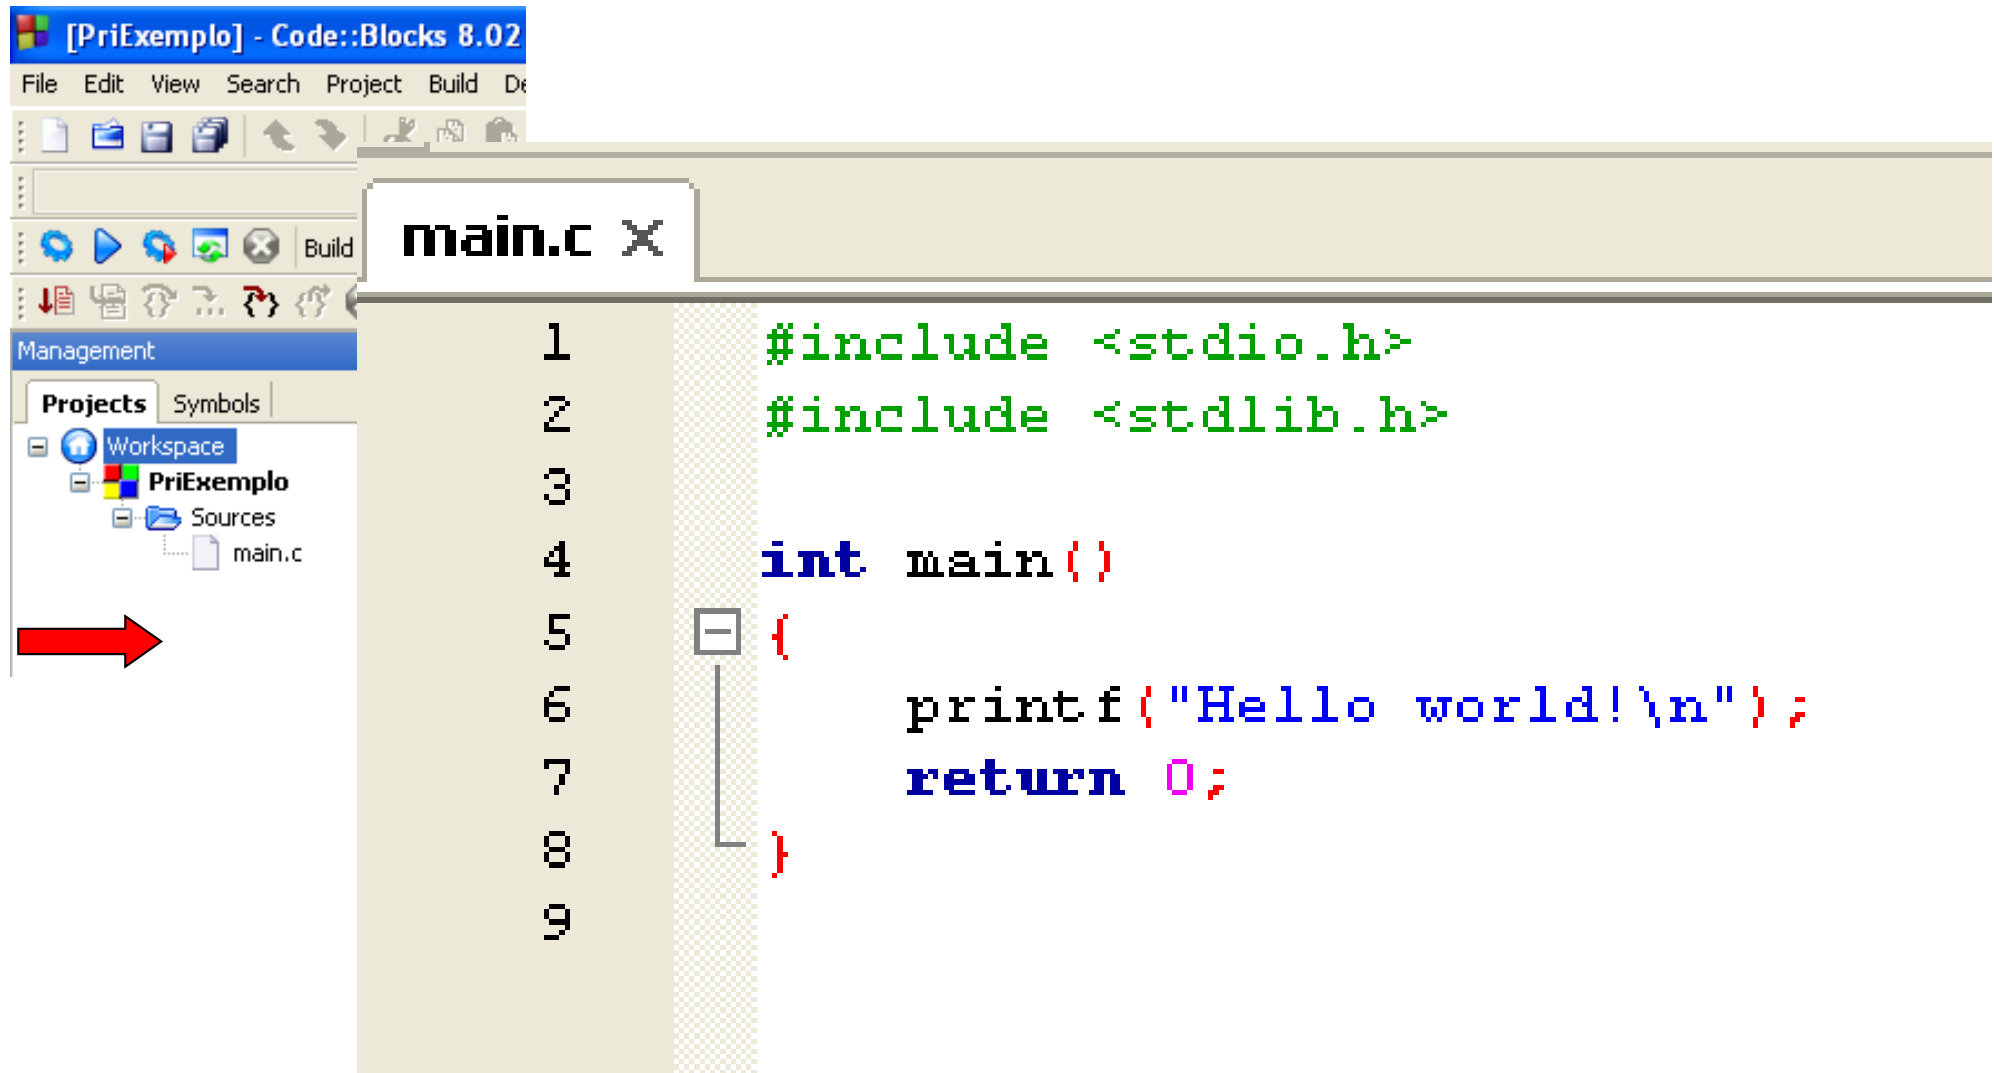 [PriExemplo] - Code::Blocks 8.02
File Edit View Search Project Build
Build
Management
Projects Symbols
Workspace
PriExemplo
Sources
main.c
main.c
1 #include <stdio.h>
2 #include <stdlib.h>
3
4 int main()
5 {
6 printf("Hello world!\n");
7 return 0;
8 }
9